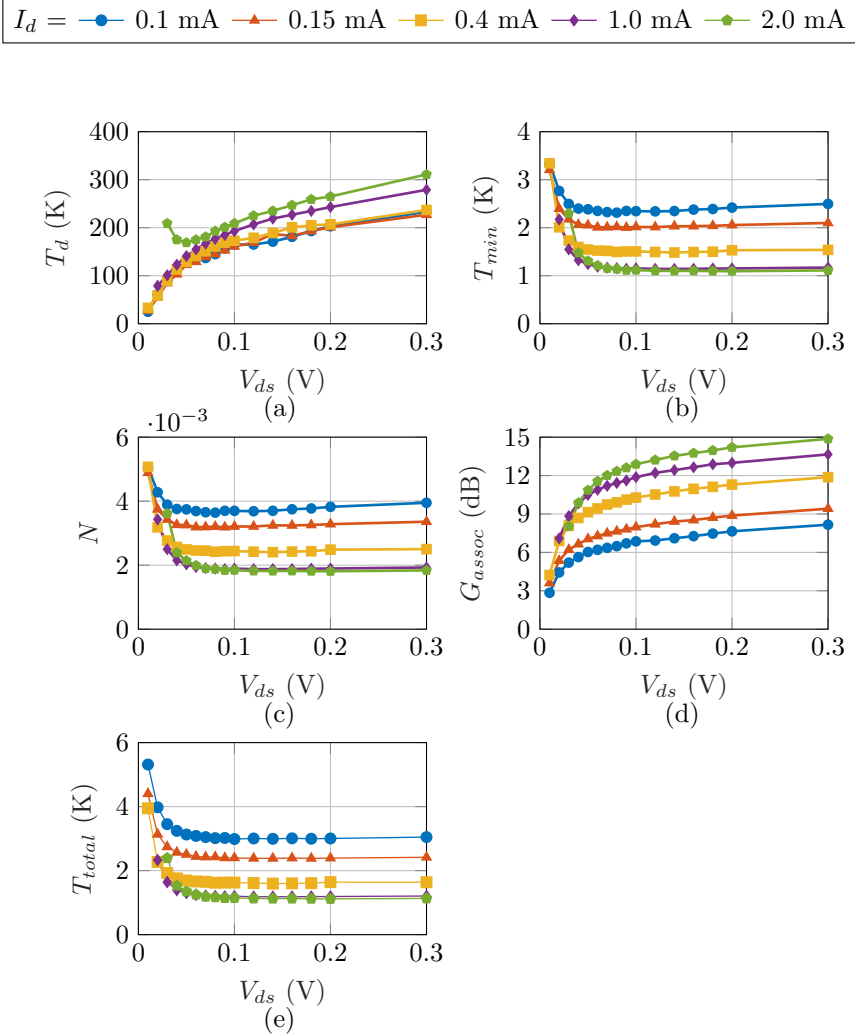 I_d = 0.1 mA 0.15 mA 0.4 mA 1.0 mA 2.0 mA
T_d (K)
400
300
200
100
0
0 0.1 0.2 0.3
V_ds (V)
(a)
T_min (K)
4
3
2
1
0
0 0.1 0.2 0.3
V_ds (V)
(b)
·10⁻³
N
6
4
2
0
0 0.1 0.2 0.3
V_ds (V)
(c)
G_assoc (dB)
15
12
9
6
3
0
0 0.1 0.2 0.3
V_ds (V)
(d)
T_total (K)
6
4
2
0
0 0.1 0.2 0.3
V_ds (V)
(e)